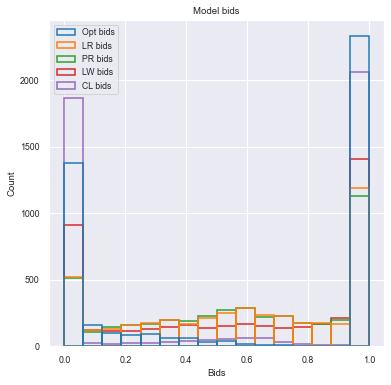 Model bids
Opt bids
LR bids
PR bids
LW bids
CL bids
2000
1500
1000
500
0
Count
0.0 0.2 0.4 0.6 0.8 1.0
Bids